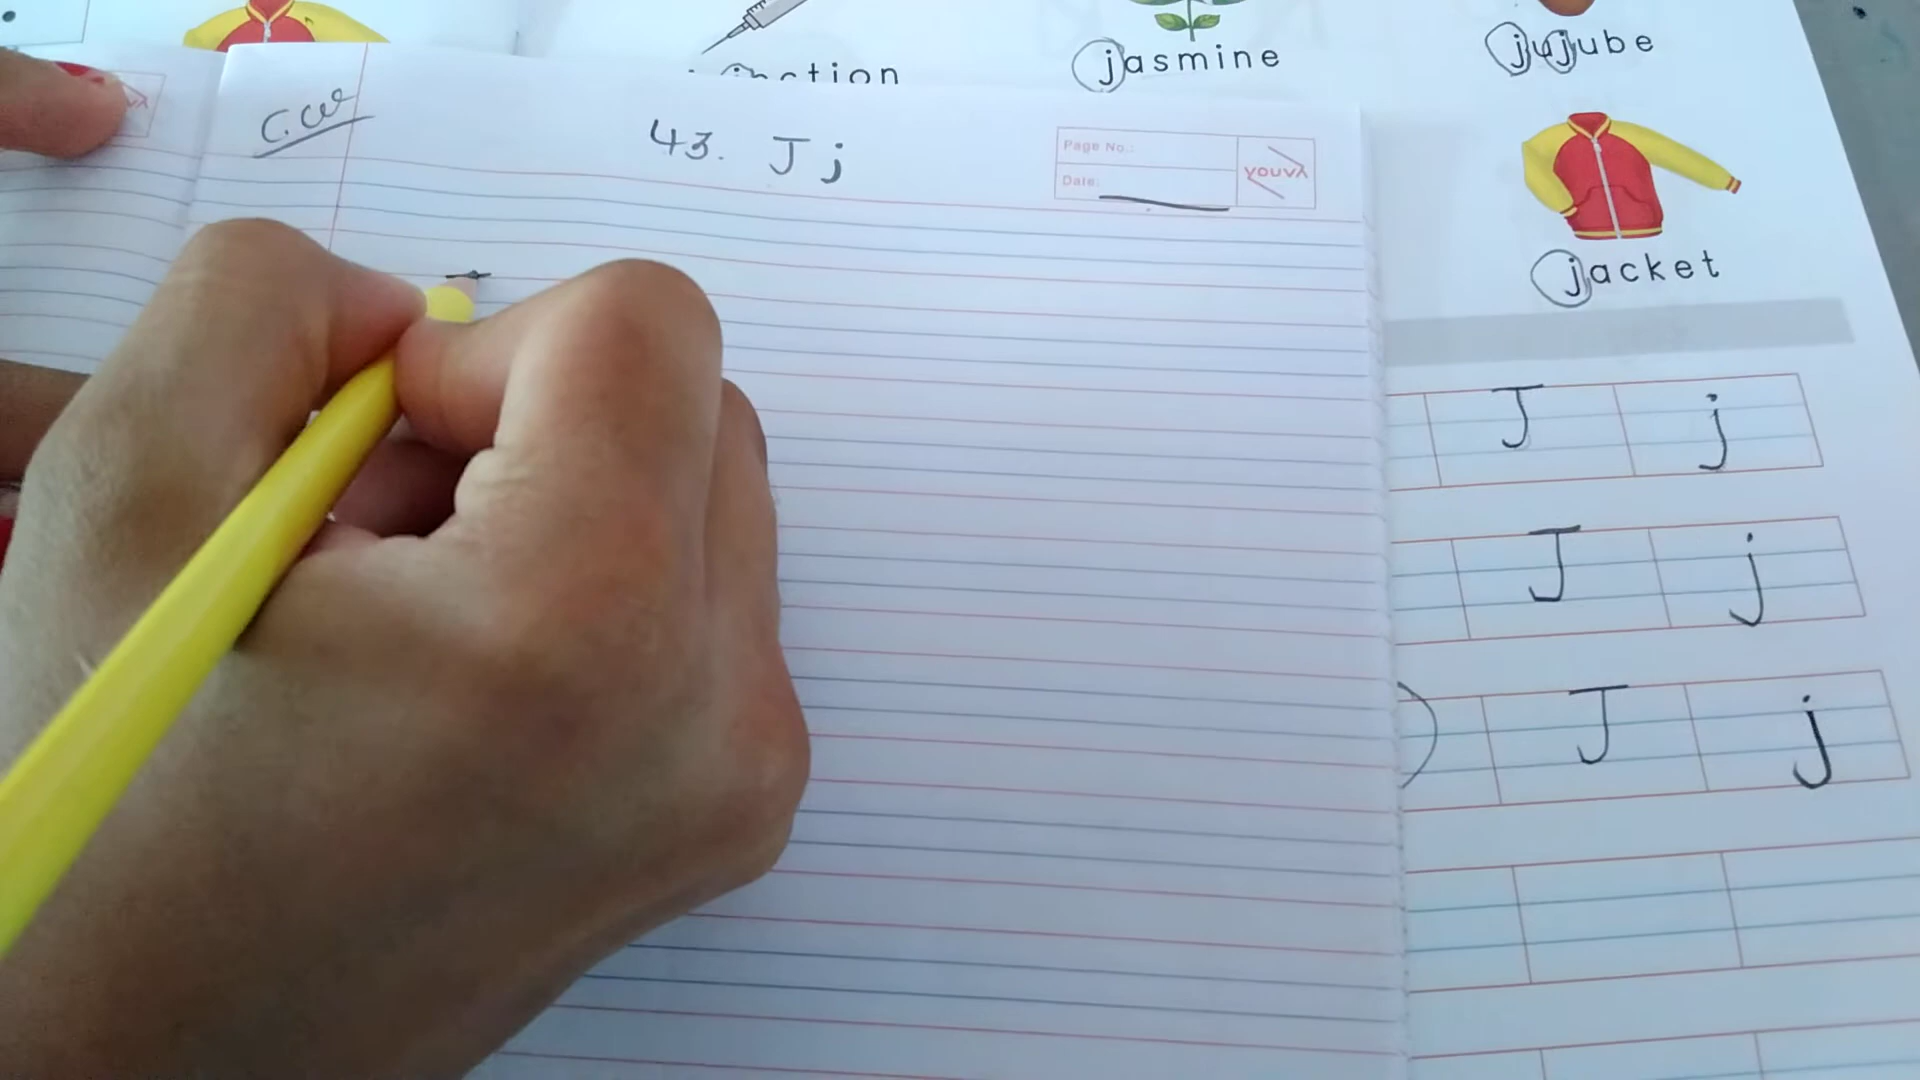 jasmine
jujube
C.W
43. J j
Page No.:
Date:
youva
jacket
J j
J j
J j